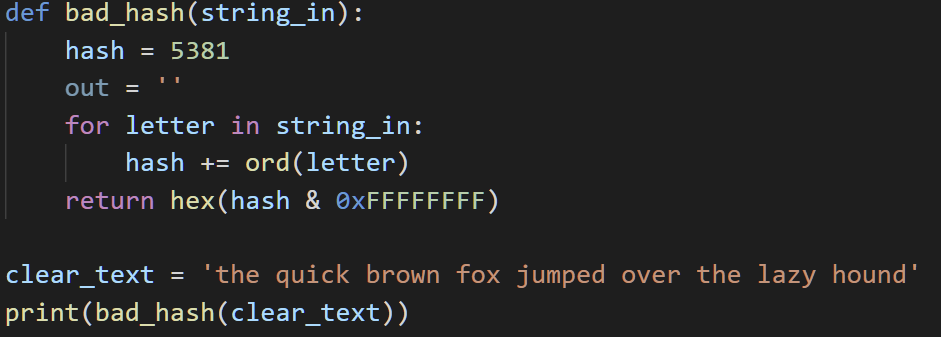 def bad_hash(string_in):
    hash = 5381
    out = ''
    for letter in string_in:
        hash += ord(letter)
    return hex(hash & 0xFFFFFFFF)

clear_text = 'the quick brown fox jumped over the lazy hound'
print(bad_hash(clear_text))